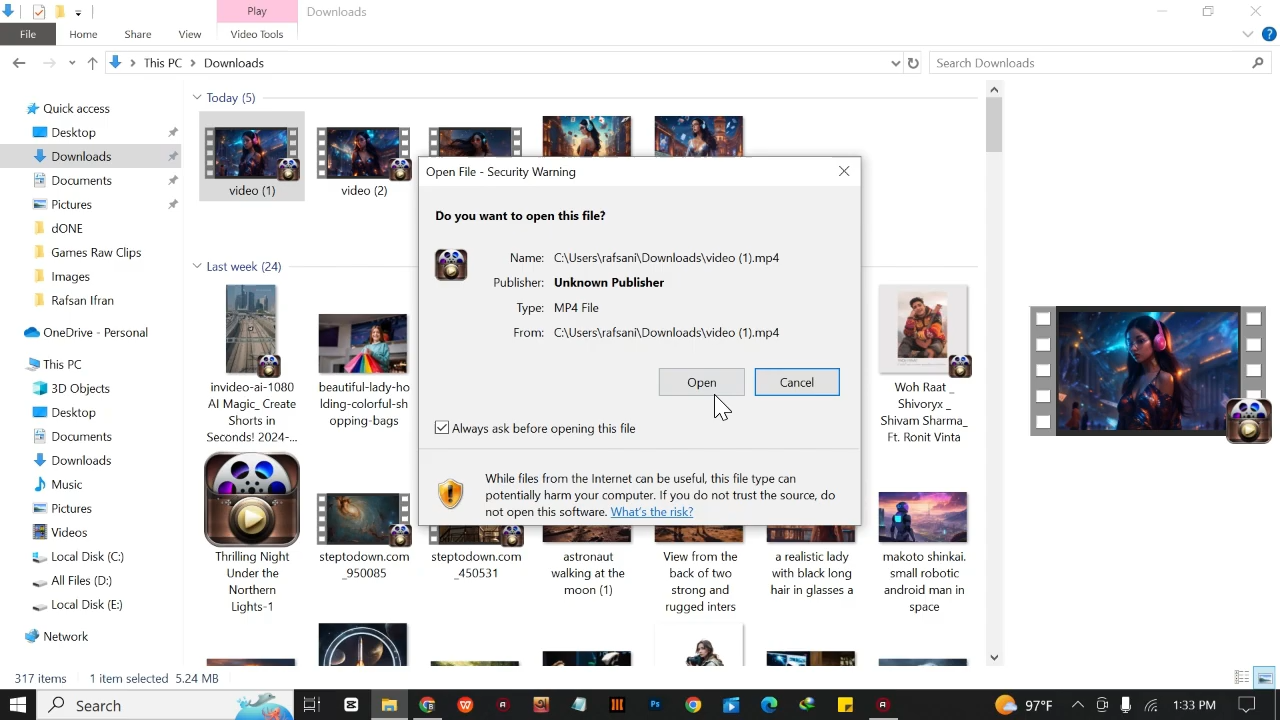 Play
Downloads
File
Home
Share
View
Video Tools
This PC
Downloads
Search Downloads
Quick access
Desktop
Downloads
Documents
Pictures
dONE
Games Raw Clips
Images
Rafsan Ifran
OneDrive - Personal
This PC
3D Objects
Desktop
Documents
Downloads
Music
Pictures
Videos
Local Disk (C:)
All Files (D:)
Local Disk (E:)
Network
Today (5)
video (1)
video (2)
Last week (24)
invideo-ai-1080
AI Magic_ Create
Shorts in
Seconds! 2024-...
beautiful-lady-ho
lding-colorful-sh
opping-bags
Woh Raat _
Shivoryx _
Shivam Sharma_
Ft. Ronit Vinta
Thrilling Night
Under the
Northern
Lights-1
steptodown.com
_950085
steptodown.com
_450531
astronaut
walking at the
moon (1)
View from the
back of two
strong and
rugged inters
a realistic lady
with black long
hair in glasses a
makoto shinkai.
small robotic
android man in
space
Open File - Security Warning
Do you want to open this file?
Name: C:\Users\rafsani\Downloads\video (1).mp4
Publisher: Unknown Publisher
Type: MP4 File
From: C:\Users\rafsani\Downloads\video (1).mp4
Open
Cancel
Always ask before opening this file
While files from the Internet can be useful, this file type can
potentially harm your computer. If you do not trust the source, do
not open this software. What's the risk?
317 items
1 item selected 5.24 MB
Search
97°F
1:33 PM